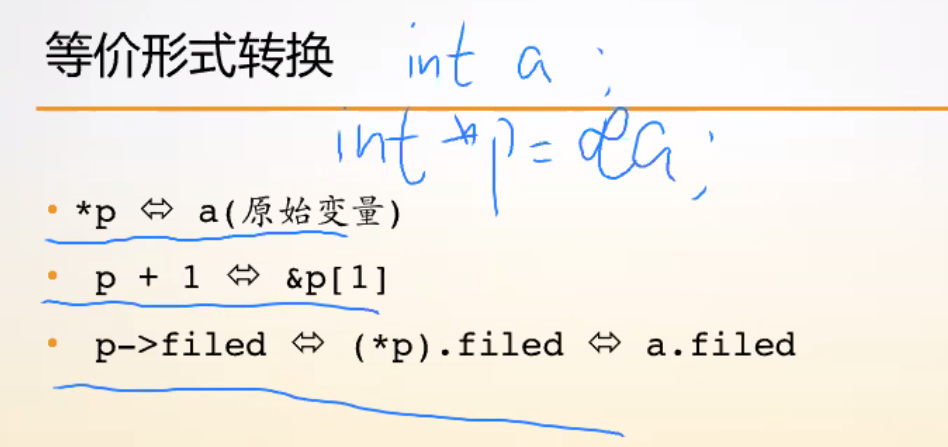 等价形式转换
int a ;
int *p = &a;
• *p ⇔ a(原始变量)
• p + 1 ⇔ &p[1]
• p->filed ⇔ (*p).filed ⇔ a.filed